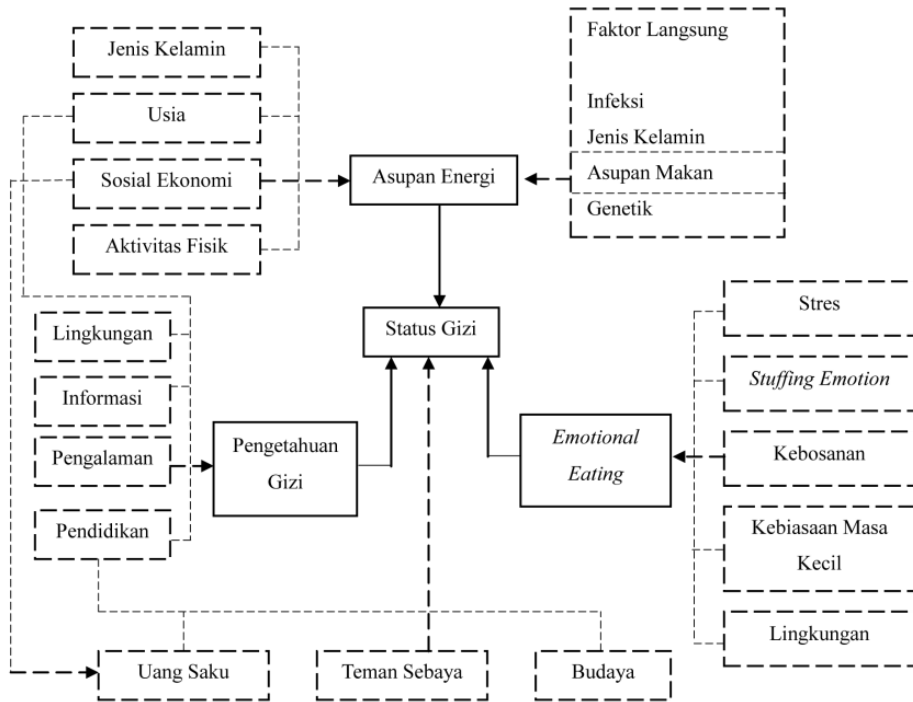 Jenis Kelamin
Usia
Sosial Ekonomi
Aktivitas Fisik
Faktor Langsung
Infeksi
Jenis Kelamin
Asupan Makan
Genetik
Asupan Energi
Status Gizi
Lingkungan
Informasi
Pengalaman
Pendidikan
Pengetahuan
Gizi
Emotional
Eating
Stres
Stuffing Emotion
Kebosanan
Kebiasaan Masa
Kecil
Lingkungan
Uang Saku
Teman Sebaya
Budaya